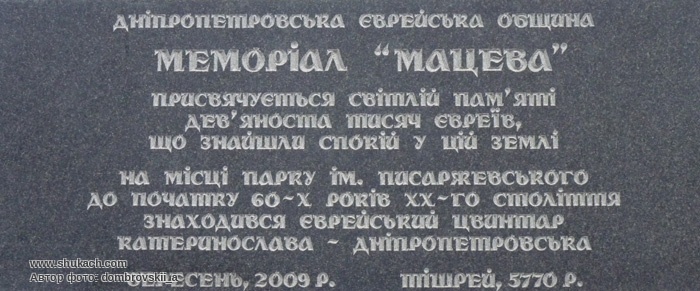 ДНІПРОПЕТРОВСЬКА ЄВРЕЙСЬКА ОБЩИНА
МЕМОРІАЛ "МАЦЕВА"
ПРИСВЯЧУЄТЬСЯ СВІТЛІЙ ПАМ'ЯТІ
ДЕВ'ЯНОСТА ТИСЯЧ ЄВРЕЇВ,
ЩО ЗНАЙШЛИ СПОКІЙ У ЦІЙ ЗЕМЛІ
НА МІСЦІ ПАРКУ ІМ. ПИСАРЖЕВСЬКОГО
ДО ПОЧАТКУ 60-Х РОКІВ ХХ-ГО СТОЛІТТЯ
ЗНАХОДИВСЯ ЄВРЕЙСЬКИЙ ЦВИНТАР
КАТЕРИНОСЛАВА - ДНІПРОПЕТРОВСЬКА
ВЕРЕСЕНЬ, 2009 Р. ТІШРЕЙ, 5770 Р.
www.shukach.com
Автор фото: dombrovskii.a